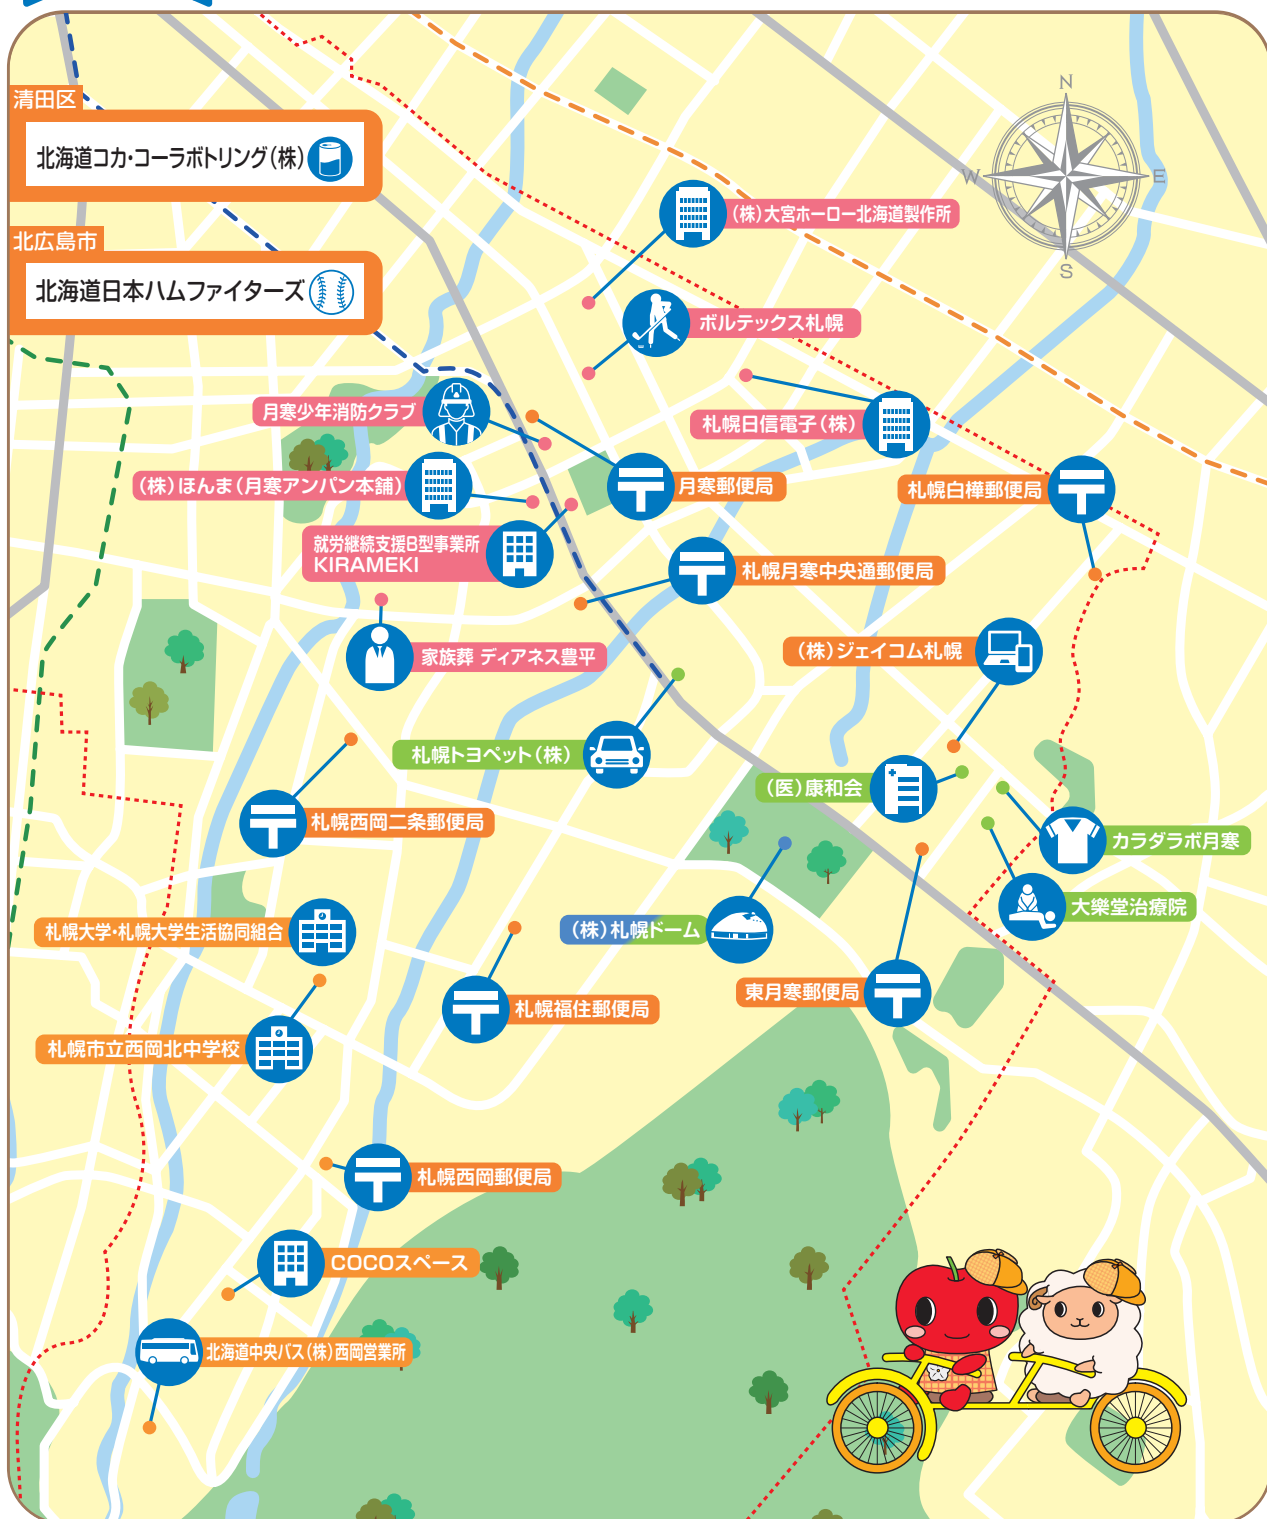 清田区
北海道コカ・コーラボトリング(株)
北広島市
北海道日本ハムファイターズ
N
W
E
S
(株)大宮ホーロー北海道製作所
ボルテックス札幌
月寒少年消防クラブ
札幌日信電子(株)
(株)ほんま(月寒アンパン本舗)
月寒郵便局
札幌白樺郵便局
就労継続支援B型事業所
KIRAMEKI
札幌月寒中央通郵便局
家族葬 ディアネス豊平
(株)ジェイコム札幌
札幌トヨペット(株)
(医)康和会
札幌西岡二条郵便局
カラダラボ月寒
大樂堂治療院
札幌大学・札幌大学生活協同組合
(株)札幌ドーム
東月寒郵便局
札幌福住郵便局
札幌市立西岡北中学校
札幌西岡郵便局
COCOスペース
北海道中央バス(株)西岡営業所